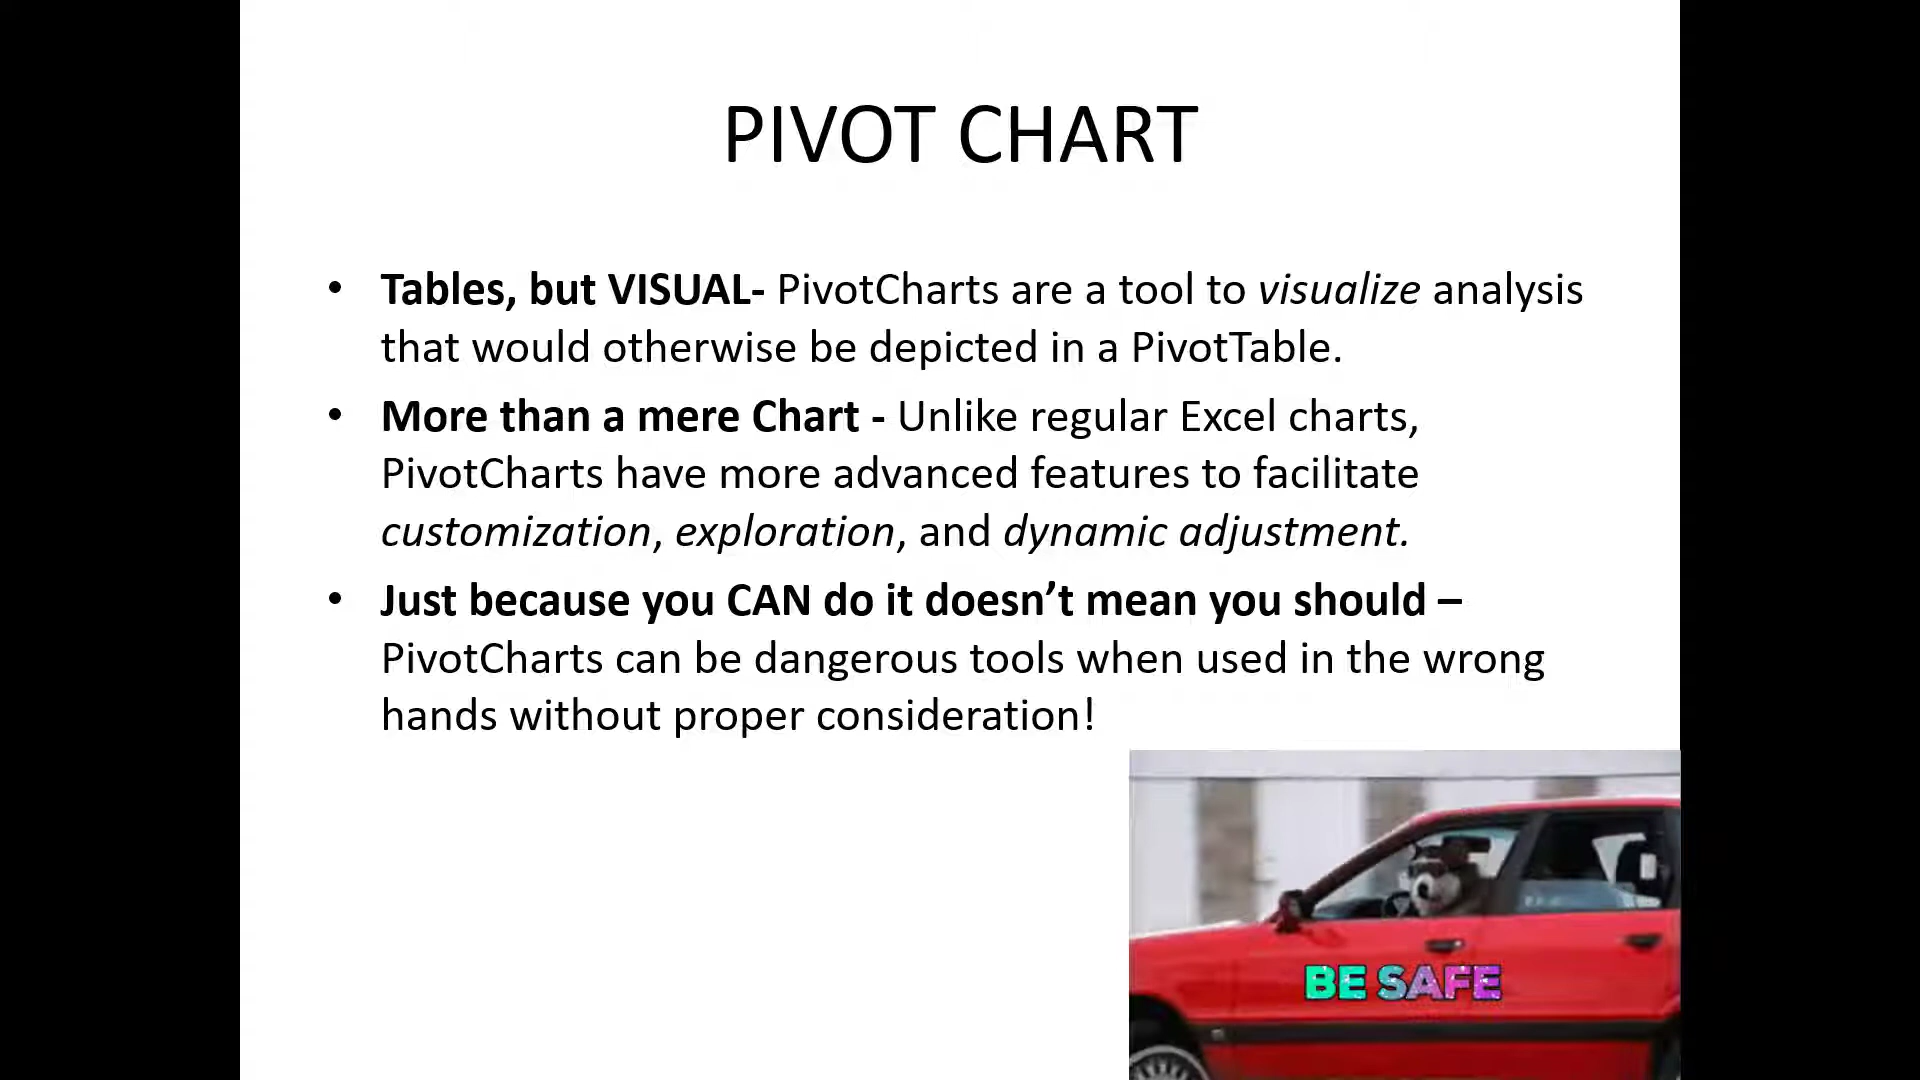 PIVOT CHART
• Tables, but VISUAL- PivotCharts are a tool to visualize analysis
that would otherwise be depicted in a PivotTable.
• More than a mere Chart - Unlike regular Excel charts,
PivotCharts have more advanced features to facilitate
customization, exploration, and dynamic adjustment.
• Just because you CAN do it doesn’t mean you should –
PivotCharts can be dangerous tools when used in the wrong
hands without proper consideration!
BE SAFE